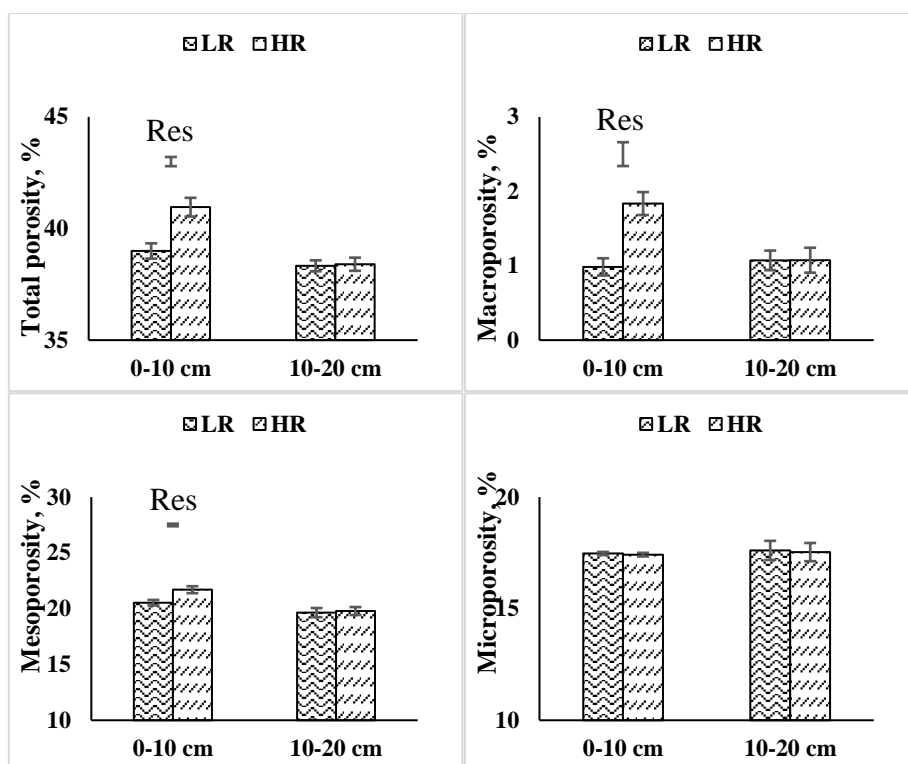 LR HR
Total porosity, %
45
Res
40
35
0-10 cm 10-20 cm
LR HR
Macroporosity, %
3
Res
2
1
0
0-10 cm 10-20 cm
LR HR
Mesoporosity, %
30
Res
25
20
15
10
0-10 cm 10-20 cm
LR HR
Microporosity, %
20
15
10
0-10 cm 10-20 cm